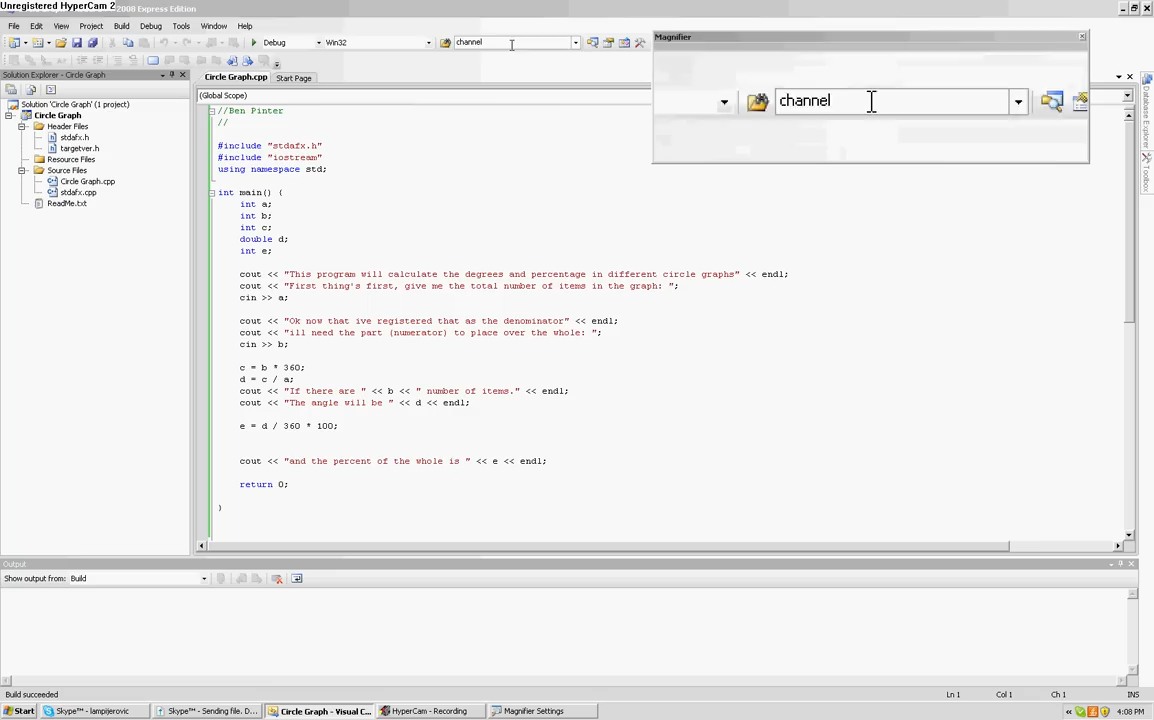 Unregistered HyperCam 2
2008 Express Edition
File Edit View Project Build Debug Tools Window Help
Debug Win32 channel
Magnifier
channel
Solution Explorer - Circle Graph
Circle Graph.cpp Start Page
(Global Scope)
Solution 'Circle Graph' (1 project)
Circle Graph
Header Files
stdafx.h
targetver.h
Resource Files
Source Files
Circle Graph.cpp
stdafx.cpp
ReadMe.txt
//Ben Pinter
//
#include "stdafx.h"
#include "iostream"
using namespace std;
int main() {
int a;
int b;
int c;
double d;
int e;
cout << "This program will calculate the degrees and percentage in different circle graphs" << endl;
cout << "First thing's first, give me the total number of items in the graph: ";
cin >> a;
cout << "Ok now that ive registered that as the denominator" << endl;
cout << "ill need the part (numerator) to place over the whole: ";
cin >> b;
c = b * 360;
d = c / a;
cout << "If there are " << b << " number of items." << endl;
cout << "The angle will be " << d << endl;
e = d / 360 * 100;
cout << "and the percent of the whole is " << e << endl;
return 0;
}
Database Explorer
Toolbox
Output
Show output from: Build
Build succeeded Ln 1 Col 1 Ch 1 INS
Start Skype™ - lampijerovic Skype™ - Sending file. D... Circle Graph - Visual C... HyperCam - Recording Magnifier Settings « 4:08 PM